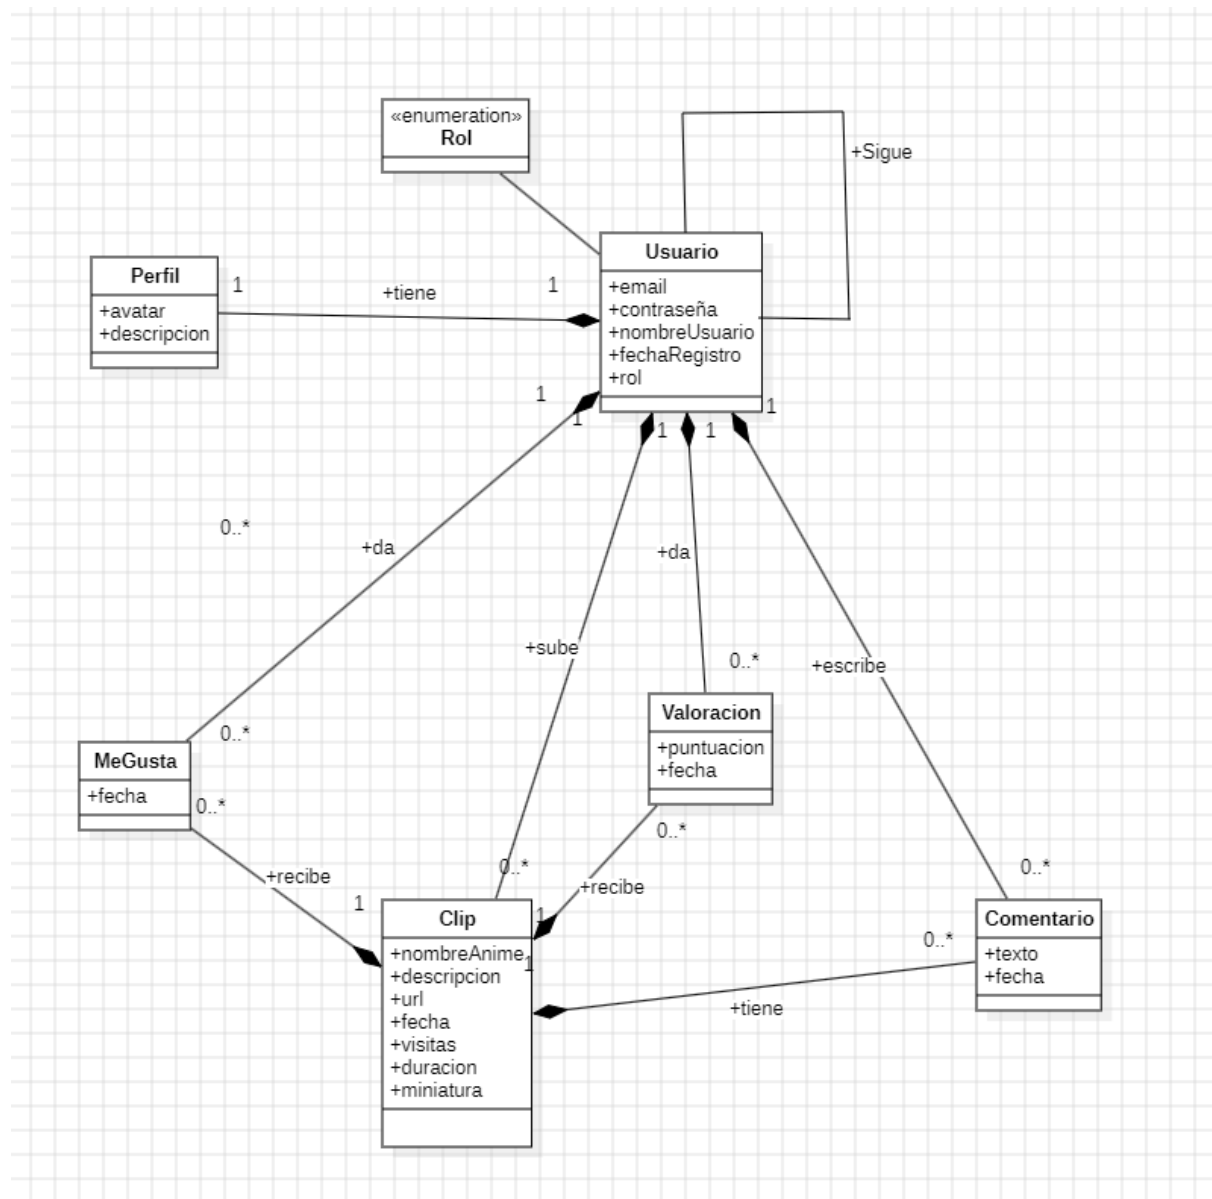 «enumeration»
Rol
+Sigue
Usuario
+email
+contraseña
+nombreUsuario
+fechaRegistro
+rol
Perfil
+avatar
+descripcion
1
+tiene
1
1
1
1
1
1
0..*
+da
+da
+sube
0..*
+escribe
Valoracion
+puntuacion
+fecha
0..*
MeGusta
+fecha
0..*
0..*
+recibe
0..*
+recibe
0..*
1
1
Clip
+nombreAnime
1
+descripcion
+url
+fecha
+visitas
+duracion
+miniatura
0..*
Comentario
+texto
+fecha
0..*
+tiene